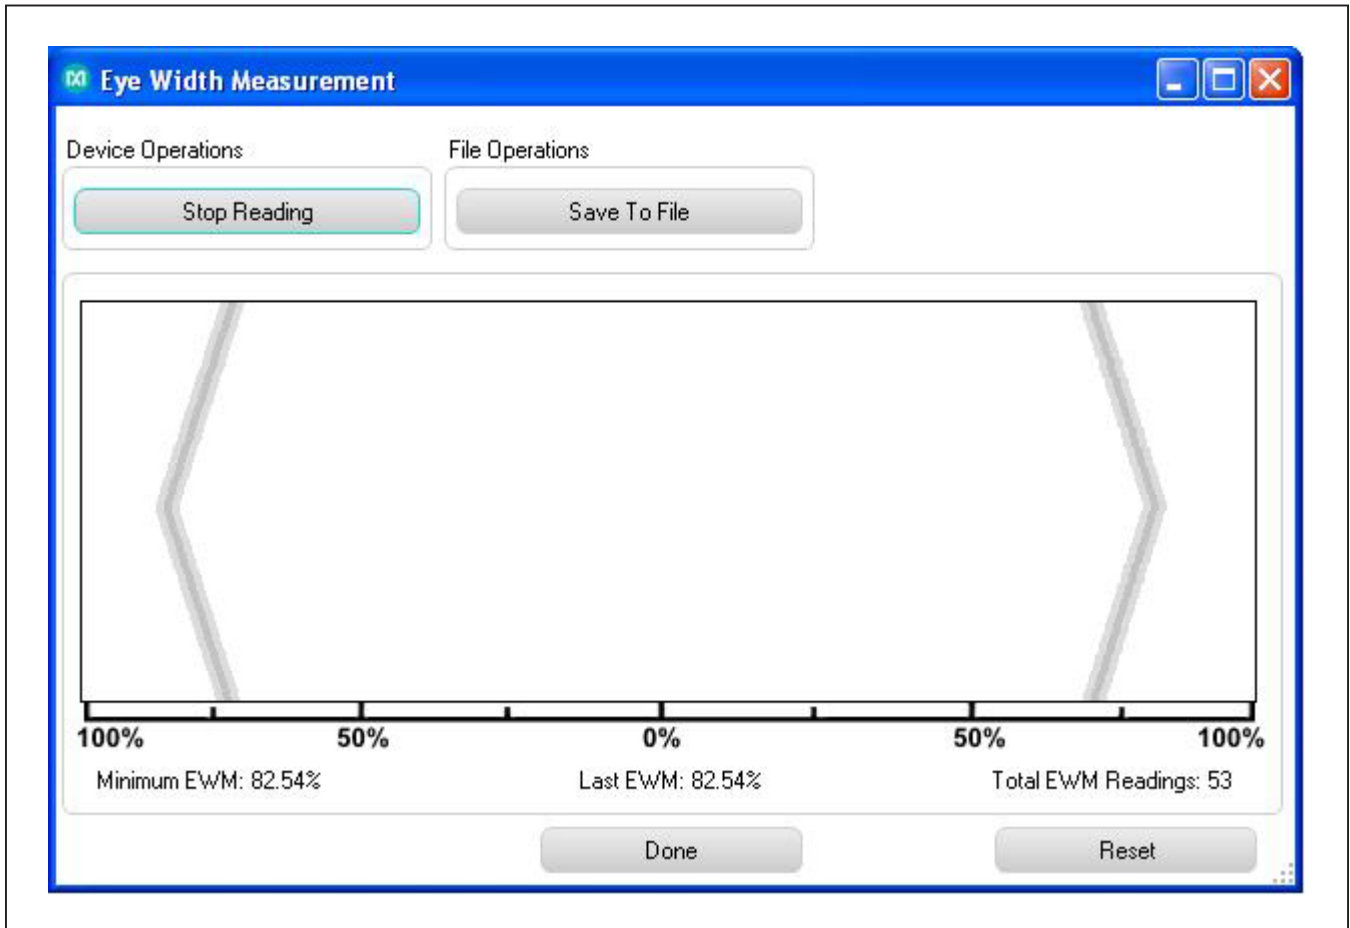 Eye Width Measurement
Device Operations File Operations
Stop Reading Save To File
100% 50% 0% 50% 100%
Minimum EWM: 82.54% Last EWM: 82.54% Total EWM Readings: 53
Done Reset